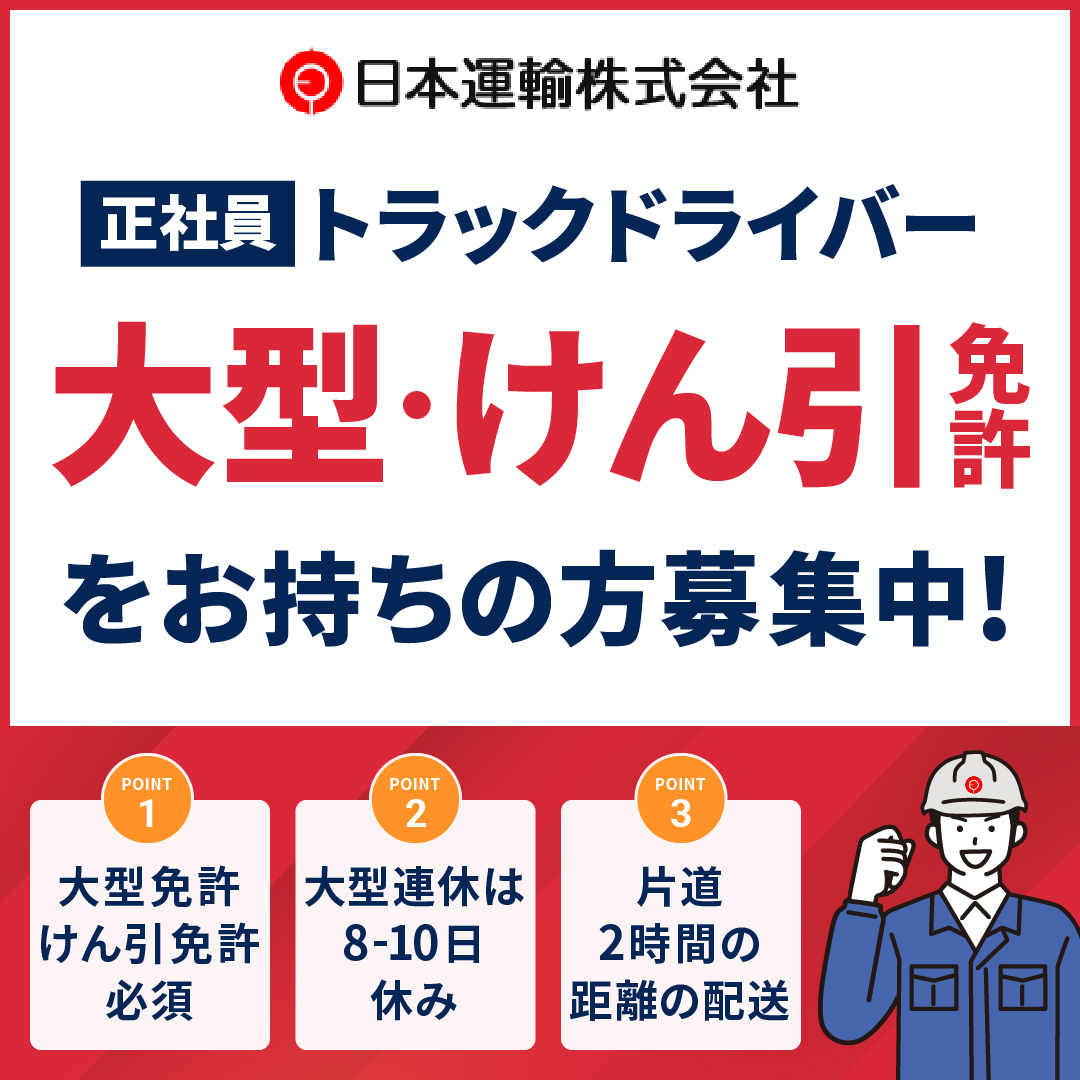 日本運輸株式会社
正社員 トラックドライバー
大型・けん引免許
をお持ちの方募集中!
POINT
1
大型免許
けん引免許
必須
POINT
2
大型連休は
8-10日
休み
POINT
3
片道
2時間の
距離の配送